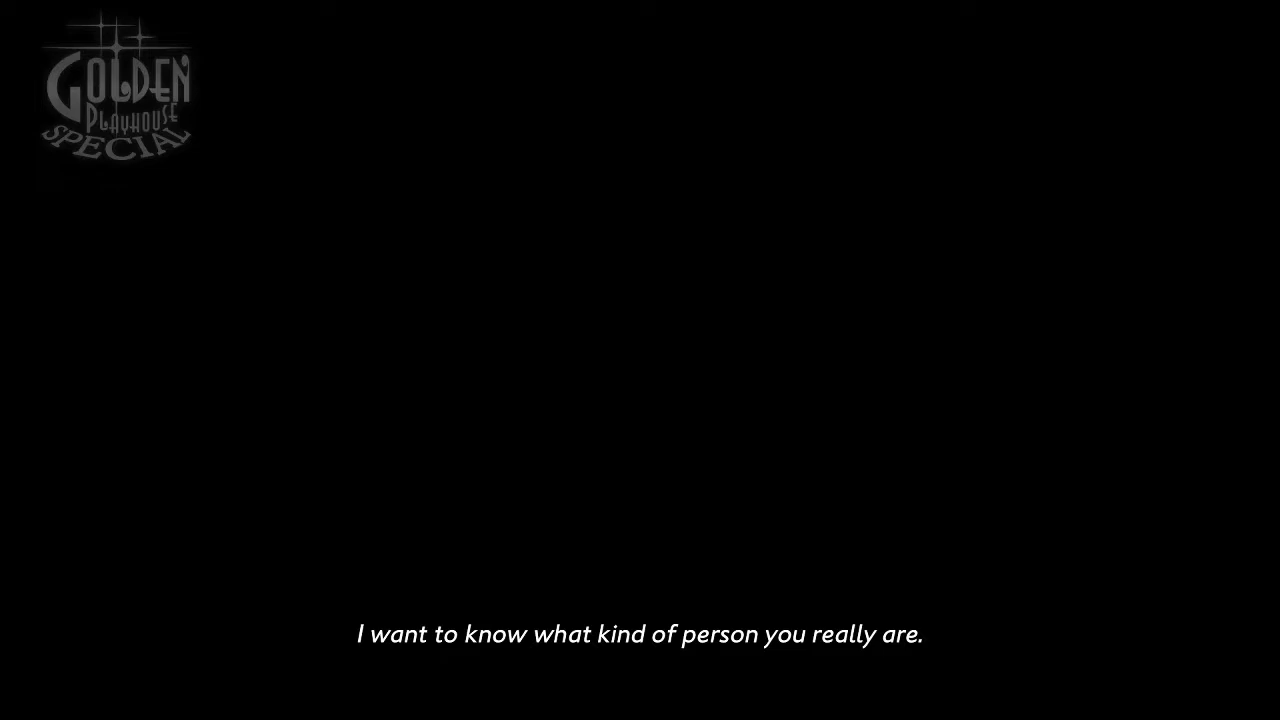 GOLDEN
PLAYHOUSE
SPECIAL
I want to know what kind of person you really are.